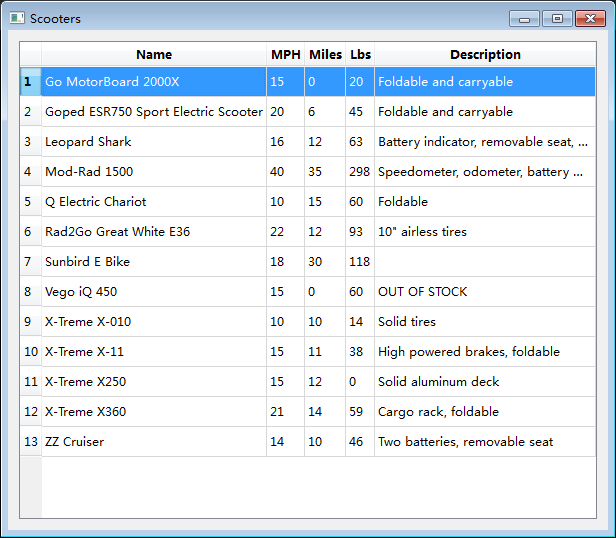 Scooters
Name MPH Miles Lbs Description
1 Go MotorBoard 2000X 15 0 20 Foldable and carryable
2 Goped ESR750 Sport Electric Scooter 20 6 45 Foldable and carryable
3 Leopard Shark 16 12 63 Battery indicator, removable seat, ...
4 Mod-Rad 1500 40 35 298 Speedometer, odometer, battery ...
5 Q Electric Chariot 10 15 60 Foldable
6 Rad2Go Great White E36 22 12 93 10" airless tires
7 Sunbird E Bike 18 30 118
8 Vego iQ 450 15 0 60 OUT OF STOCK
9 X-Treme X-010 10 10 14 Solid tires
10 X-Treme X-11 15 11 38 High powered brakes, foldable
11 X-Treme X250 15 12 0 Solid aluminum deck
12 X-Treme X360 21 14 59 Cargo rack, foldable
13 ZZ Cruiser 14 10 46 Two batteries, removable seat